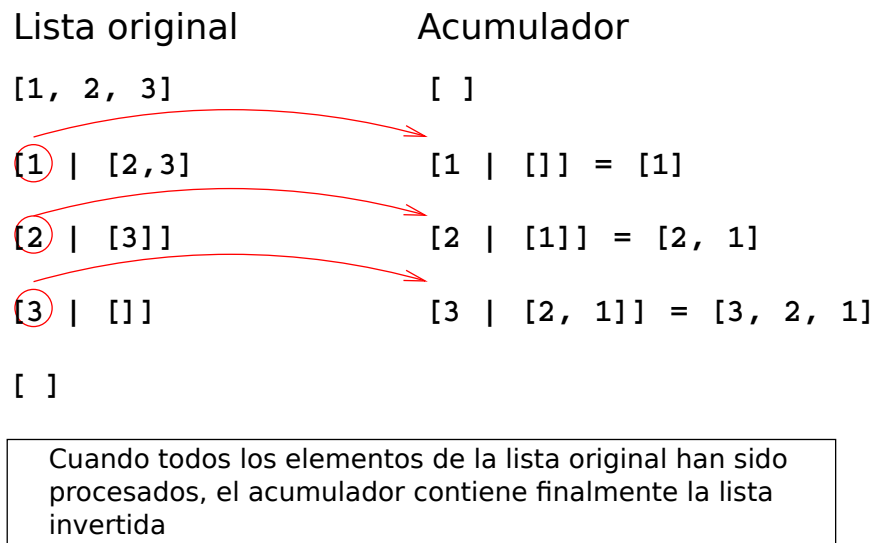 Lista original Acumulador
[1, 2, 3] [ ]
[1 | [2,3] [1 | []] = [1]
[2 | [3]] [2 | [1]] = [2, 1]
[3 | []] [3 | [2, 1]] = [3, 2, 1]
[ ]
Cuando todos los elementos de la lista original han sido
procesados, el acumulador contiene finalmente la lista
invertida